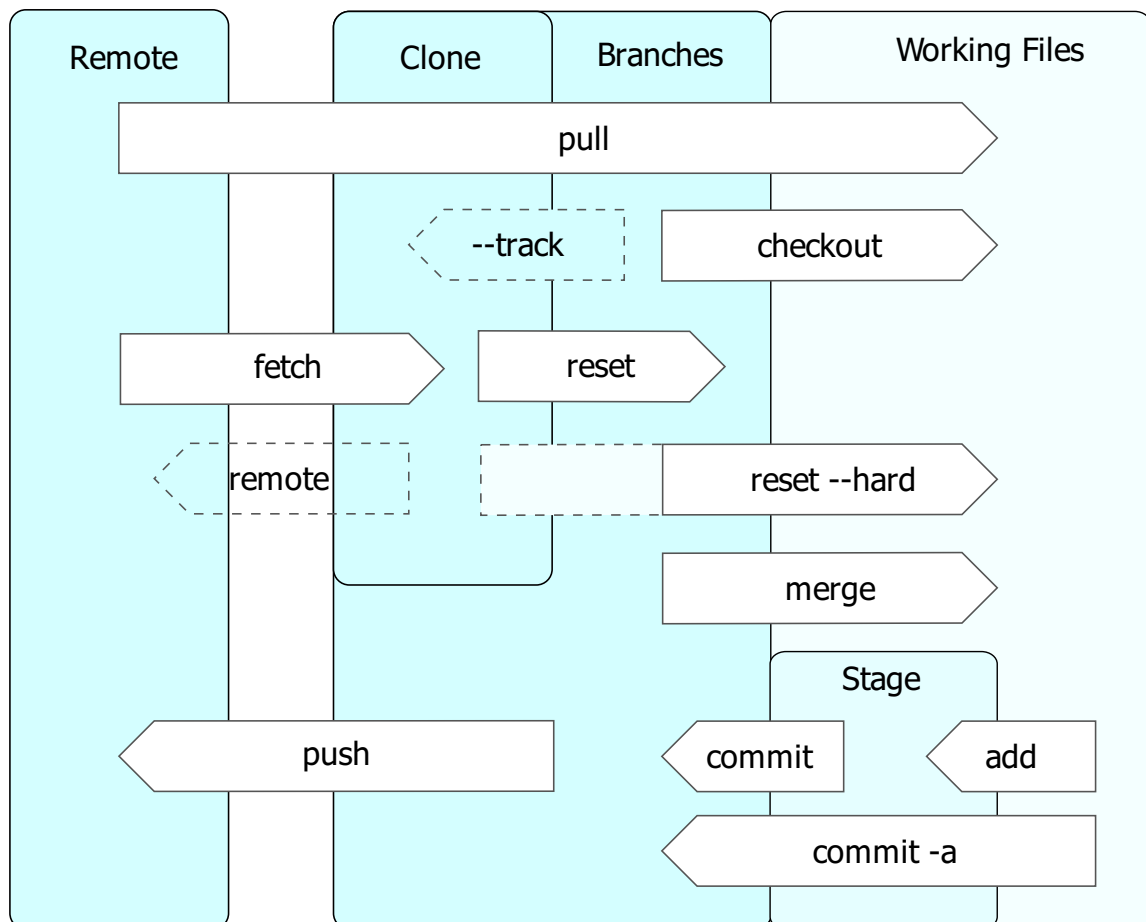 Remote
Clone
Branches
Working Files
pull
--track
checkout
fetch
reset
remote
reset --hard
merge
Stage
push
commit
add
commit -a